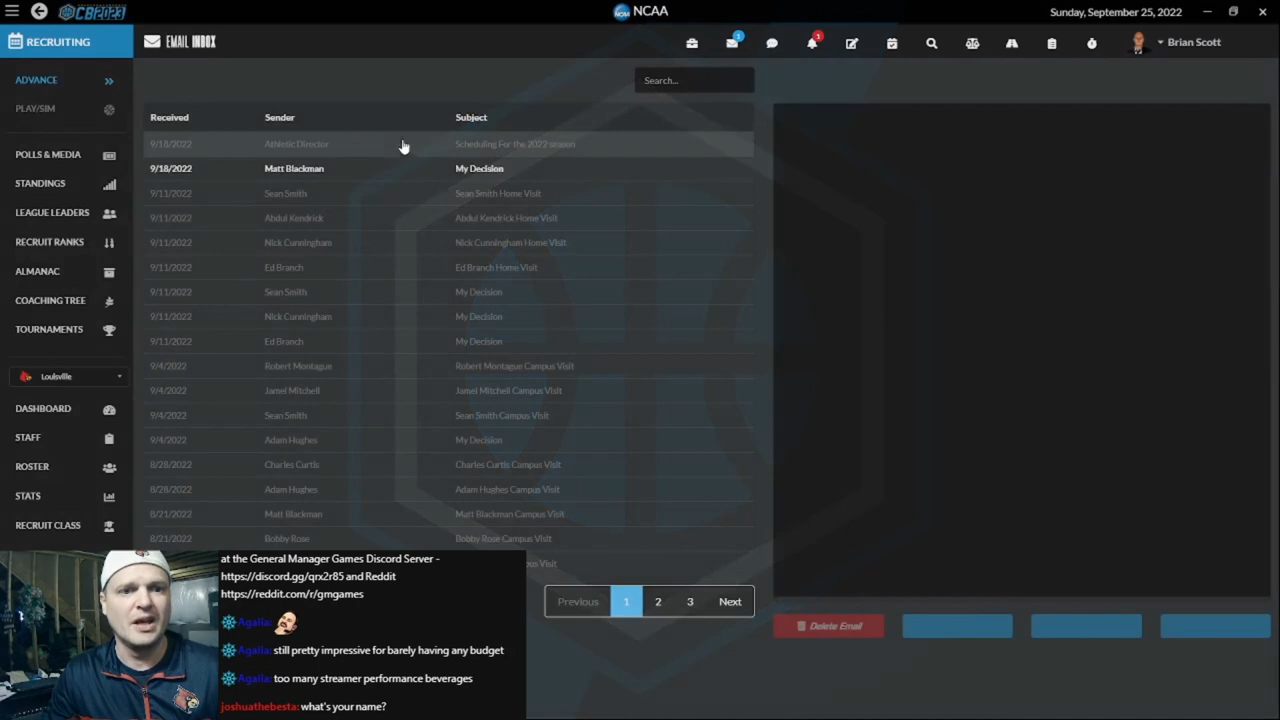 CB2023
NCAA
Sunday, September 25, 2022
RECRUITING
EMAIL INBOX
1
1
Brian Scott
ADVANCE
PLAY/SIM
POLLS & MEDIA
STANDINGS
LEAGUE LEADERS
RECRUIT RANKS
ALMANAC
COACHING TREE
TOURNAMENTS
Louisville
DASHBOARD
STAFF
ROSTER
STATS
RECRUIT CLASS
Search...
Received Sender Subject
9/18/2022 Athletic Director Scheduling For the 2022 season
9/18/2022 Matt Blackman My Decision
9/11/2022 Sean Smith Sean Smith Home Visit
9/11/2022 Abdul Kendrick Abdul Kendrick Home Visit
9/11/2022 Nick Cunningham Nick Cunningham Home Visit
9/11/2022 Ed Branch Ed Branch Home Visit
9/11/2022 Sean Smith My Decision
9/11/2022 Nick Cunningham My Decision
9/11/2022 Ed Branch My Decision
9/4/2022 Robert Montague Robert Montague Campus Visit
9/4/2022 Jamel Mitchell Jamel Mitchell Campus Visit
9/4/2022 Sean Smith Sean Smith Campus Visit
9/4/2022 Adam Hughes My Decision
8/28/2022 Charles Curtis Charles Curtis Campus Visit
8/28/2022 Adam Hughes Adam Hughes Campus Visit
8/21/2022 Matt Blackman Matt Blackman Campus Visit
8/21/2022 Bobby Rose Bobby Rose Campus Visit
Visit
Previous 1 2 3 Next
Delete Email
at the General Manager Games Discord Server -
https://discord.gg/qrx2r85 and Reddit
https://reddit.com/r/gmgames
Agalia:
Agalia: still pretty impressive for barely having any budget
Agalia: too many streamer performance beverages
joshuathebesta: what's your name?